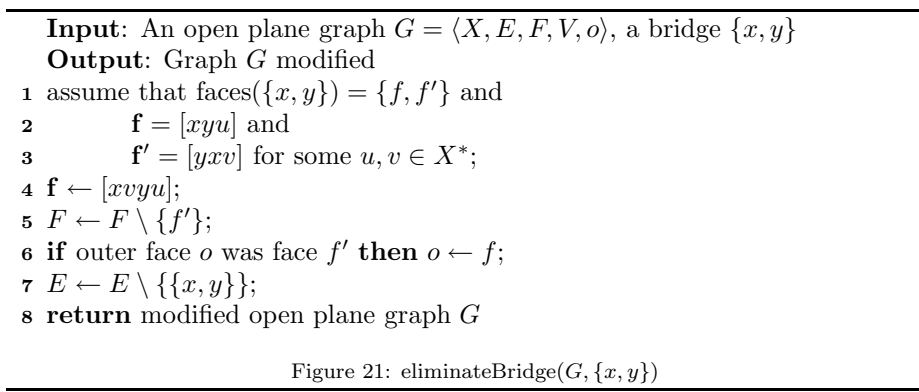 Input: An open plane graph G = ⟨X, E, F, V, o⟩, a bridge {x, y}
Output: Graph G modified
1 assume that faces({x, y}) = {f, f′} and
2 f = [xyu] and
3 f′ = [yxv] for some u, v ∈ X*;
4 f ← [xvyu];
5 F ← F \ {f′};
6 if outer face o was face f′ then o ← f;
7 E ← E \ {{x, y}};
8 return modified open plane graph G
Figure 21: eliminateBridge(G, {x, y})